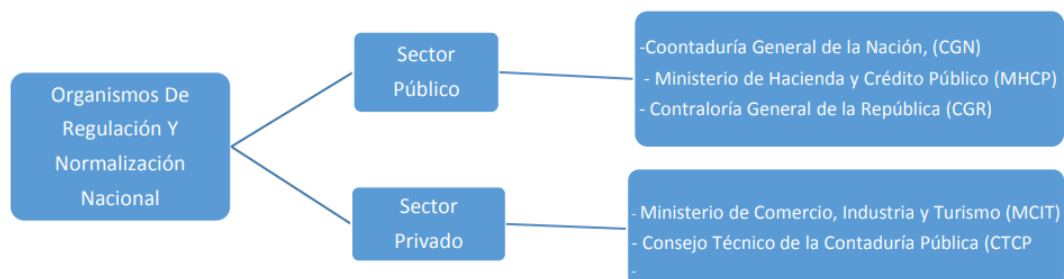 Organismos De
Regulación Y
Normalización
Nacional
Sector
Público
-Coontaduría General de la Nación, (CGN)
- Ministerio de Hacienda y Crédito Público (MHCP)
- Contraloría General de la República (CGR)
Sector
Privado
- Ministerio de Comercio, Industria y Turismo (MCIT)
- Consejo Técnico de la Contaduría Pública (CTCP
-